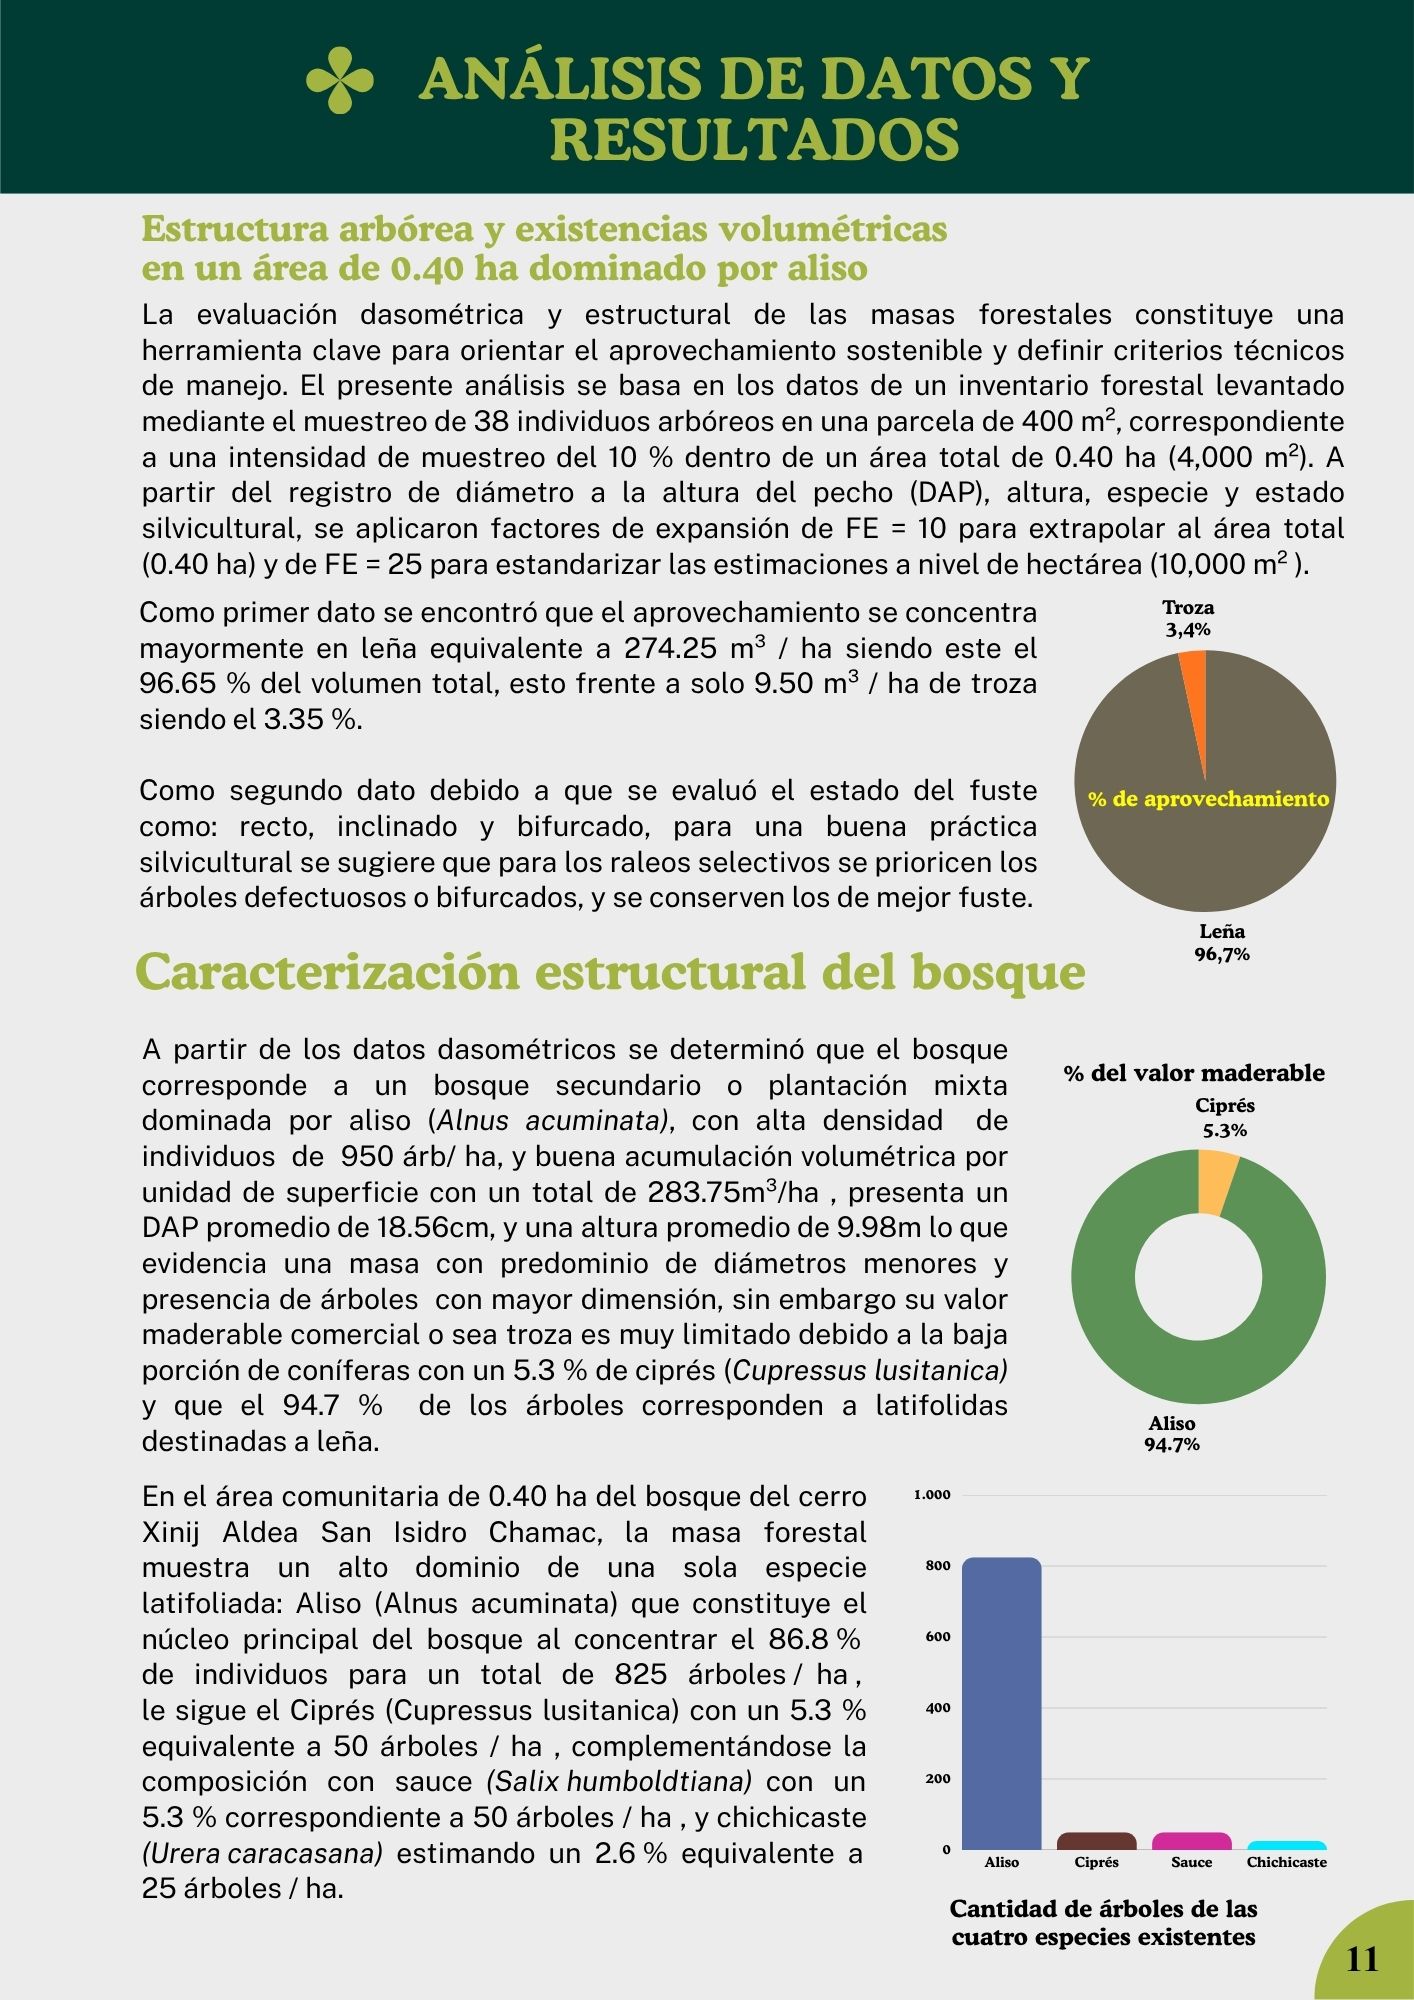 ANÁLISIS DE DATOS Y
RESULTADOS
Estructura arbórea y existencias volumétricas
en un área de 0.40 ha dominado por aliso
La evaluación dasométrica y estructural de las masas forestales constituye una
herramienta clave para orientar el aprovechamiento sostenible y definir criterios técnicos
de manejo. El presente análisis se basa en los datos de un inventario forestal levantado
mediante el muestreo de 38 individuos arbóreos en una parcela de 400 m², correspondiente
a una intensidad de muestreo del 10 % dentro de un área total de 0.40 ha (4,000 m²). A
partir del registro de diámetro a la altura del pecho (DAP), altura, especie y estado
silvicultural, se aplicaron factores de expansión de FE = 10 para extrapolar al área total
(0.40 ha) y de FE = 25 para estandarizar las estimaciones a nivel de hectárea (10,000 m² ).
Como primer dato se encontró que el aprovechamiento se concentra
mayormente en leña equivalente a 274.25 m³ / ha siendo este el
96.65 % del volumen total, esto frente a solo 9.50 m³ / ha de troza
siendo el 3.35 %.
Como segundo dato debido a que se evaluó el estado del fuste
como: recto, inclinado y bifurcado, para una buena práctica
silvicultural se sugiere que para los raleos selectivos se prioricen los
árboles defectuosos o bifurcados, y se conserven los de mejor fuste.
Troza
3,4%
% de aprovechamiento
Leña
96,7%
Caracterización estructural del bosque
A partir de los datos dasométricos se determinó que el bosque
corresponde a un bosque secundario o plantación mixta
dominada por aliso (Alnus acuminata), con alta densidad de
individuos de 950 árb/ ha, y buena acumulación volumétrica por
unidad de superficie con un total de 283.75m³/ha , presenta un
DAP promedio de 18.56cm, y una altura promedio de 9.98m lo que
evidencia una masa con predominio de diámetros menores y
presencia de árboles con mayor dimensión, sin embargo su valor
maderable comercial o sea troza es muy limitado debido a la baja
porción de coníferas con un 5.3 % de ciprés (Cupressus lusitanica)
y que el 94.7 % de los árboles corresponden a latifolidas
destinadas a leña.
% del valor maderable
Ciprés
5.3%
Aliso
94.7%
En el área comunitaria de 0.40 ha del bosque del cerro
Xinij Aldea San Isidro Chamac, la masa forestal
muestra un alto dominio de una sola especie
latifoliada: Aliso (Alnus acuminata) que constituye el
núcleo principal del bosque al concentrar el 86.8 %
de individuos para un total de 825 árboles / ha ,
le sigue el Ciprés (Cupressus lusitanica) con un 5.3 %
equivalente a 50 árboles / ha , complementándose la
composición con sauce (Salix humboldtiana) con un
5.3 % correspondiente a 50 árboles / ha , y chichicaste
(Urera caracasana) estimando un 2.6 % equivalente a
25 árboles / ha.
1.000
800
600
400
200
0
Aliso Ciprés Sauce Chichicaste
Cantidad de árboles de las
cuatro especies existentes
11